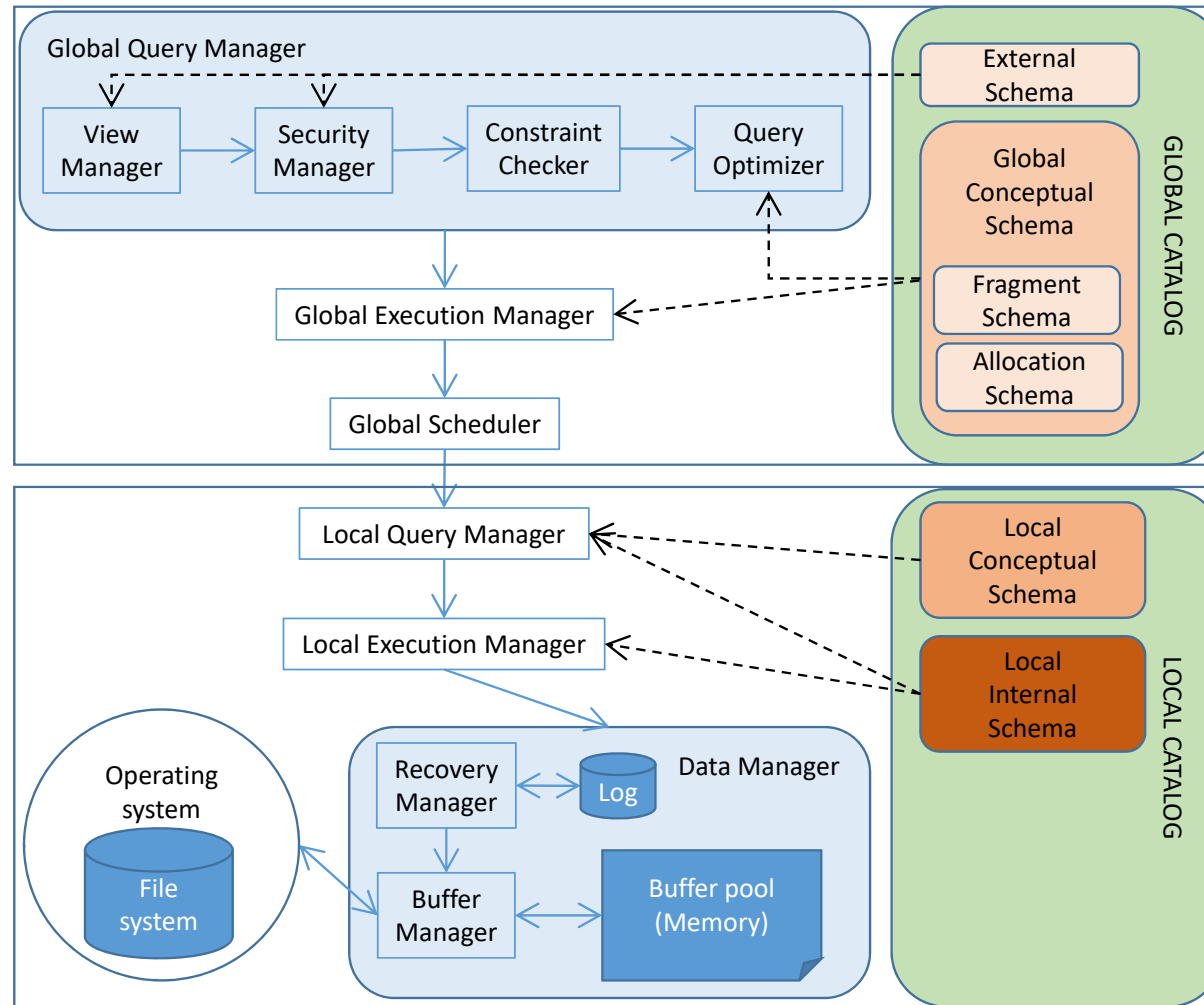 Global Query Manager
View
Manager
Security
Manager
Constraint
Checker
Query
Optimizer
External
Schema
Global
Conceptual
Schema
Fragment
Schema
Allocation
Schema
GLOBAL CATALOG
Global Execution Manager
Global Scheduler
Local Query Manager
Local Execution Manager
Local
Conceptual
Schema
Local
Internal
Schema
LOCAL CATALOG
Operating
system
File
system
Data Manager
Recovery
Manager
Log
Buffer
Manager
Buffer pool
(Memory)